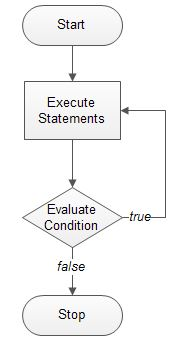 Start
Execute
Statements
Evaluate
Condition
true
false
Stop